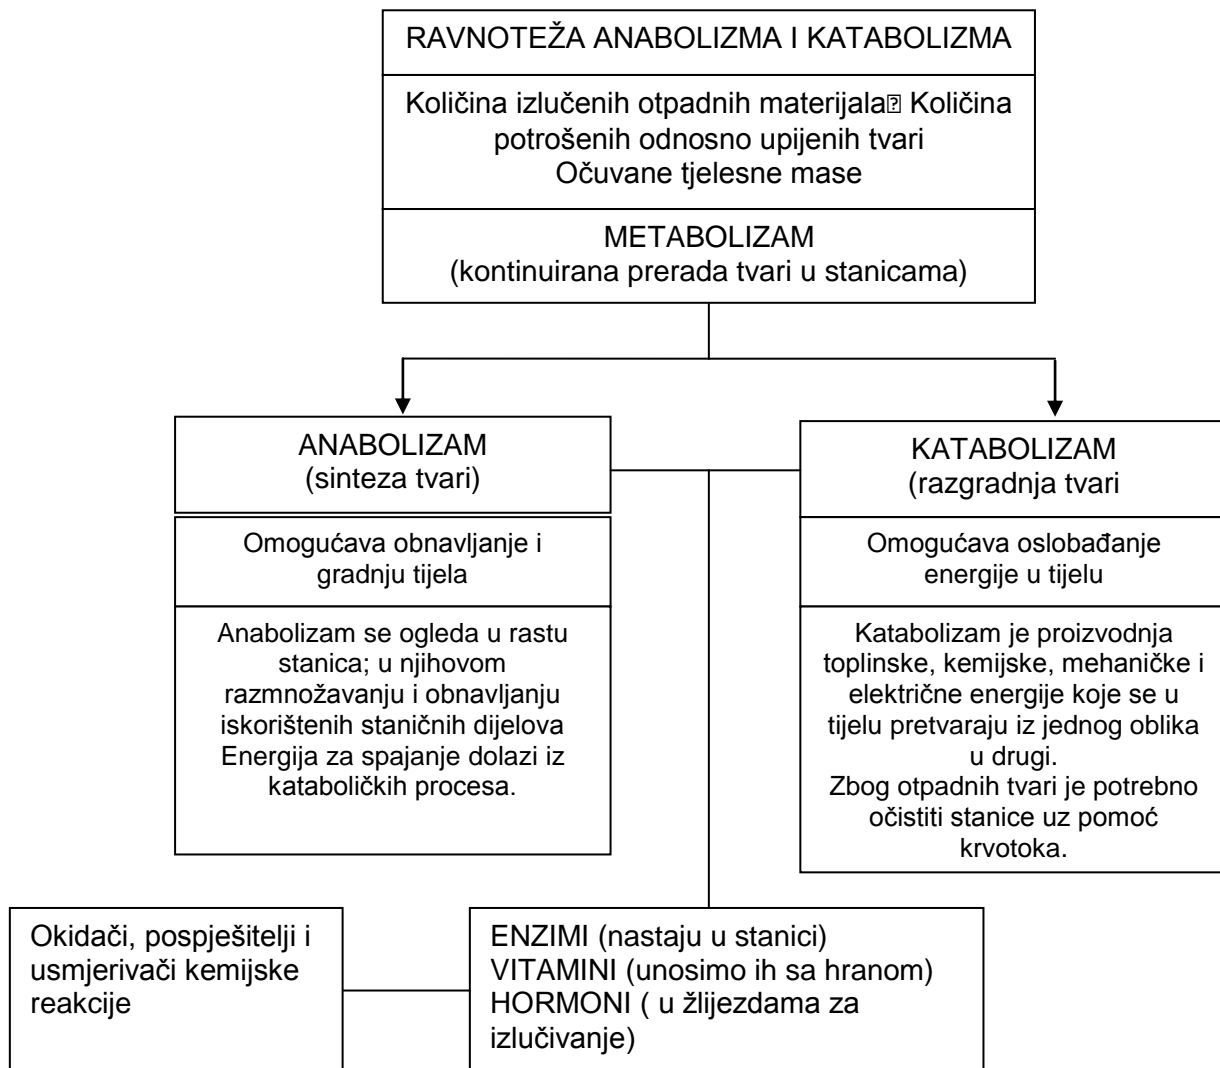 RAVNOTEŽA ANABOLIZMA I KATABOLIZMA
Količina izlučenih otpadnih materijala⍰ Količina
potrošenih odnosno upijenih tvari
Očuvane tjelesne mase
METABOLIZAM
(kontinuirana prerada tvari u stanicama)
ANABOLIZAM
(sinteza tvari)
Omogućava obnavljanje i
gradnju tijela
Anabolizam se ogleda u rastu
stanica; u njihovom
razmnožavanju i obnavljanju
iskorištenih staničnih dijelova
Energija za spajanje dolazi iz
kataboličkih procesa.
KATABOLIZAM
(razgradnja tvari
Omogućava oslobađanje
energije u tijelu
Katabolizam je proizvodnja
toplinske, kemijske, mehaničke i
električne energije koje se u
tijelu pretvaraju iz jednog oblika
u drugi.
Zbog otpadnih tvari je potrebno
očistiti stanice uz pomoć
krvotoka.
Okidači, pospješitelji i
usmjerivači kemijske
reakcije
ENZIMI (nastaju u stanici)
VITAMINI (unosimo ih sa hranom)
HORMONI ( u žlijezdama za
izlučivanje)